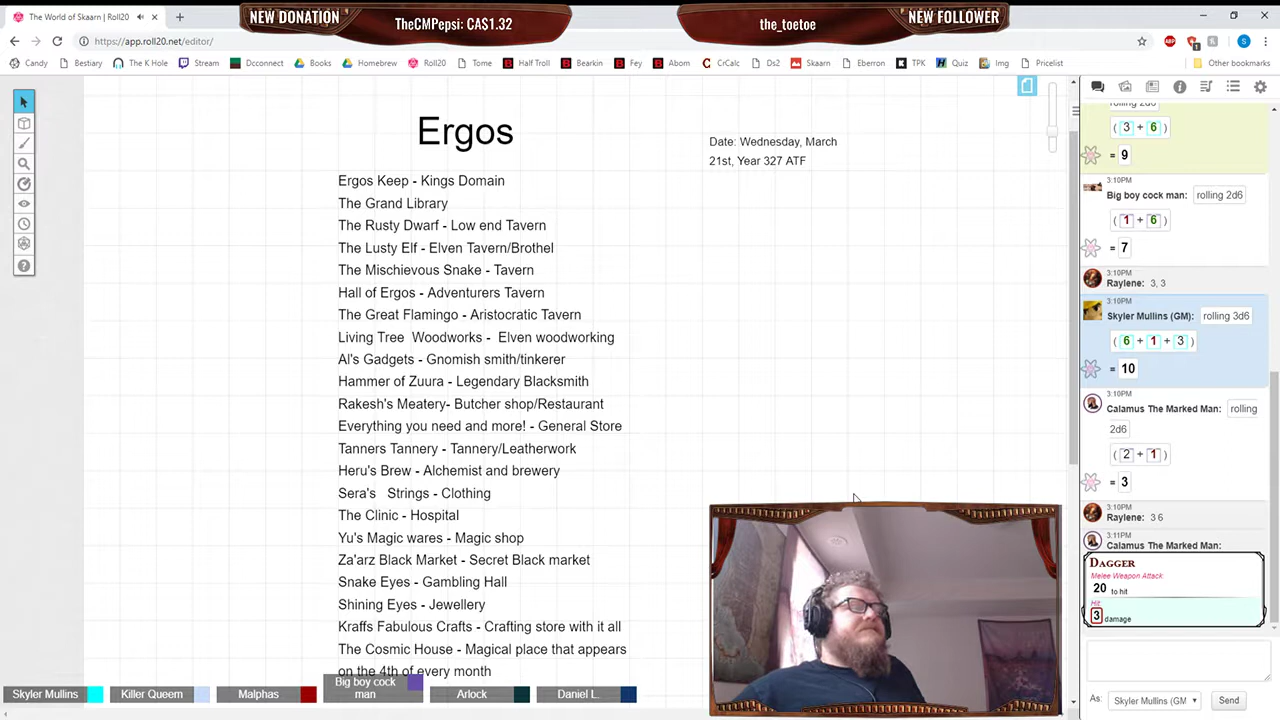 The World of Skaarn | Roll20
NEW DONATION
TheCMPepsi: CA$1.32
the_toetoe
NEW FOLLOWER
https://app.roll20.net/editor/
Candy
Bestiary
The K Hole
Stream
Dcconnect
Books
Homebrew
Roll20
Tome
Half Troll
Bearkin
Fey
Abom
CrCalc
Ds2
Skaarn
Eberron
TPK
Quiz
Img
Pricelist
Other bookmarks
Ergos
Date: Wednesday, March
21st, Year 327 ATF
Ergos Keep - Kings Domain
The Grand Library
The Rusty Dwarf - Low end Tavern
The Lusty Elf - Elven Tavern/Brothel
The Mischievous Snake - Tavern
Hall of Ergos - Adventurers Tavern
The Great Flamingo - Aristocratic Tavern
Living Tree Woodworks - Elven woodworking
Al's Gadgets - Gnomish smith/tinkerer
Hammer of Zuura - Legendary Blacksmith
Rakesh's Meatery- Butcher shop/Restaurant
Everything you need and more! - General Store
Tanners Tannery - Tannery/Leatherwork
Heru's Brew - Alchemist and brewery
Sera's Strings - Clothing
The Clinic - Hospital
Yu's Magic wares - Magic shop
Za'arz Black Market - Secret Black market
Snake Eyes - Gambling Hall
Shining Eyes - Jewellery
Kraffs Fabulous Crafts - Crafting store with it all
The Cosmic House - Magical place that appears
on the 4th of every month
Skyler Mullins
Killer Queem
Malphas
Big boy cock
man
Arlock
Daniel L.
rolling 2d6
( 3 + 6 )
= 9
3:10PM
Big boy cock man: rolling 2d6
( 1 + 6 )
= 7
3:10PM
Raylene: 3, 3
3:10PM
Skyler Mullins (GM): rolling 3d6
( 6 + 1 + 3 )
= 10
3:10PM
Calamus The Marked Man: rolling
2d6
( 2 + 1 )
= 3
3:10PM
Raylene: 3 6
3:11PM
Calamus The Marked Man:
DAGGER
Melee Weapon Attack
20 to hit
Hit
3 damage
As: Skyler Mullins (GM
Send